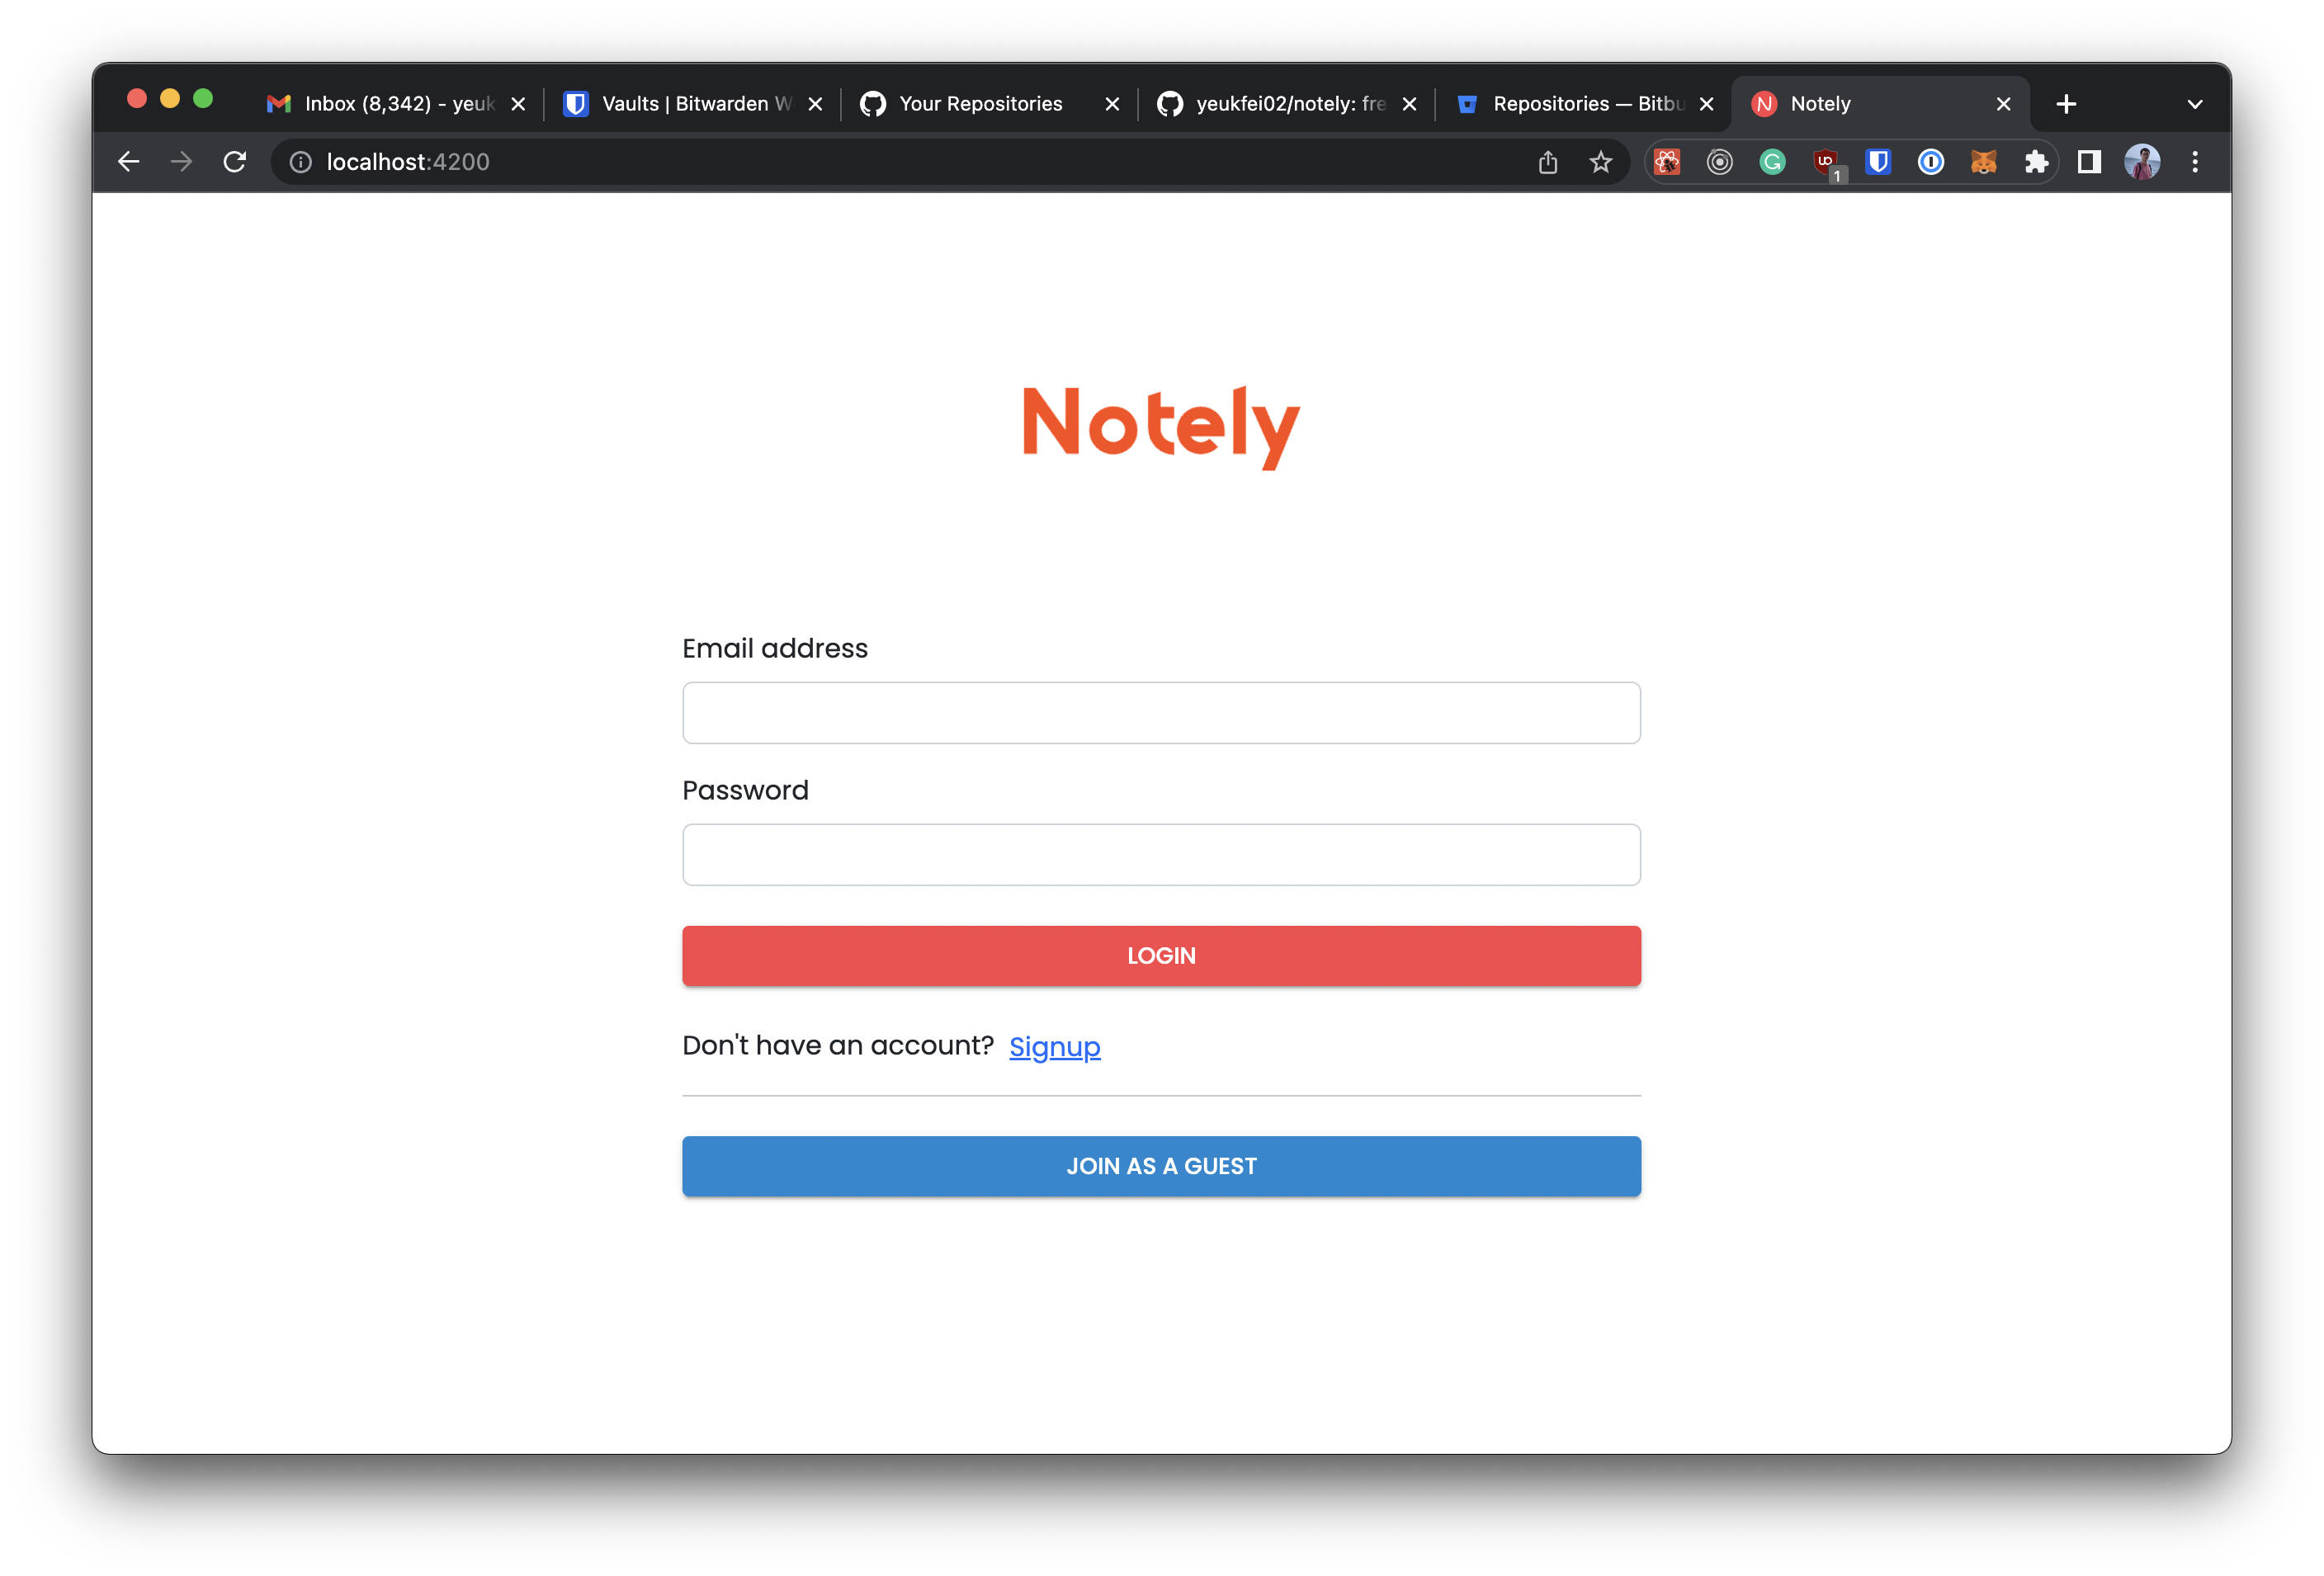 Inbox (8,342) - yeuk
Vaults | Bitwarden W
Your Repositories
yeukfei02/notely: fre
Repositories — Bitbu
Notely
localhost:4200
1
Notely
Email address
Password
LOGIN
Don't have an account? Signup
JOIN AS A GUEST